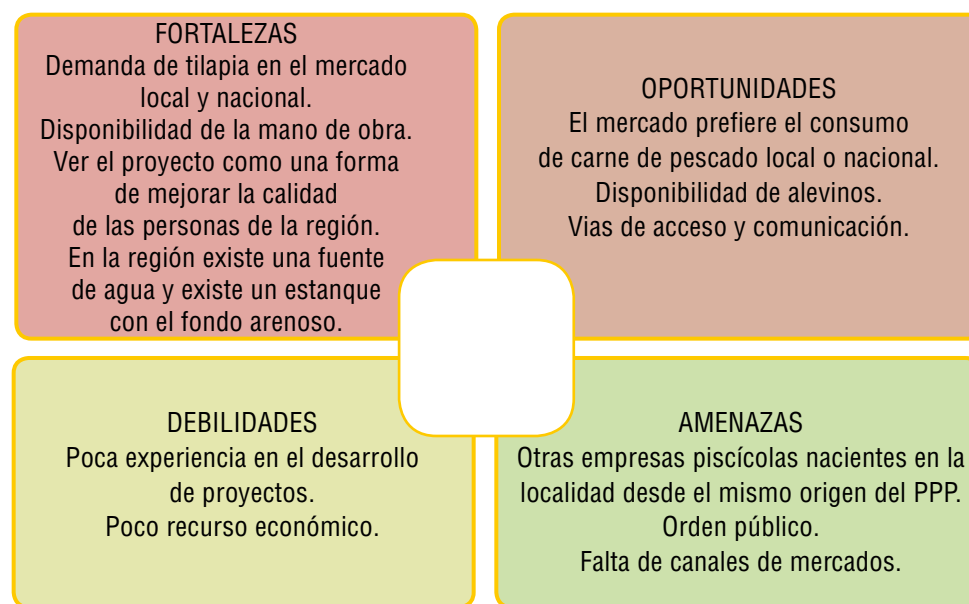 FORTALEZAS
Demanda de tilapia en el mercado
local y nacional.
Disponibilidad de la mano de obra.
Ver el proyecto como una forma
de mejorar la calidad
de las personas de la región.
En la región existe una fuente
de agua y existe un estanque
con el fondo arenoso.
OPORTUNIDADES
El mercado prefiere el consumo
de carne de pescado local o nacional.
Disponibilidad de alevinos.
Vias de acceso y comunicación.
DEBILIDADES
Poca experiencia en el desarrollo
de proyectos.
Poco recurso económico.
AMENAZAS
Otras empresas piscícolas nacientes en la
localidad desde el mismo origen del PPP.
Orden público.
Falta de canales de mercados.